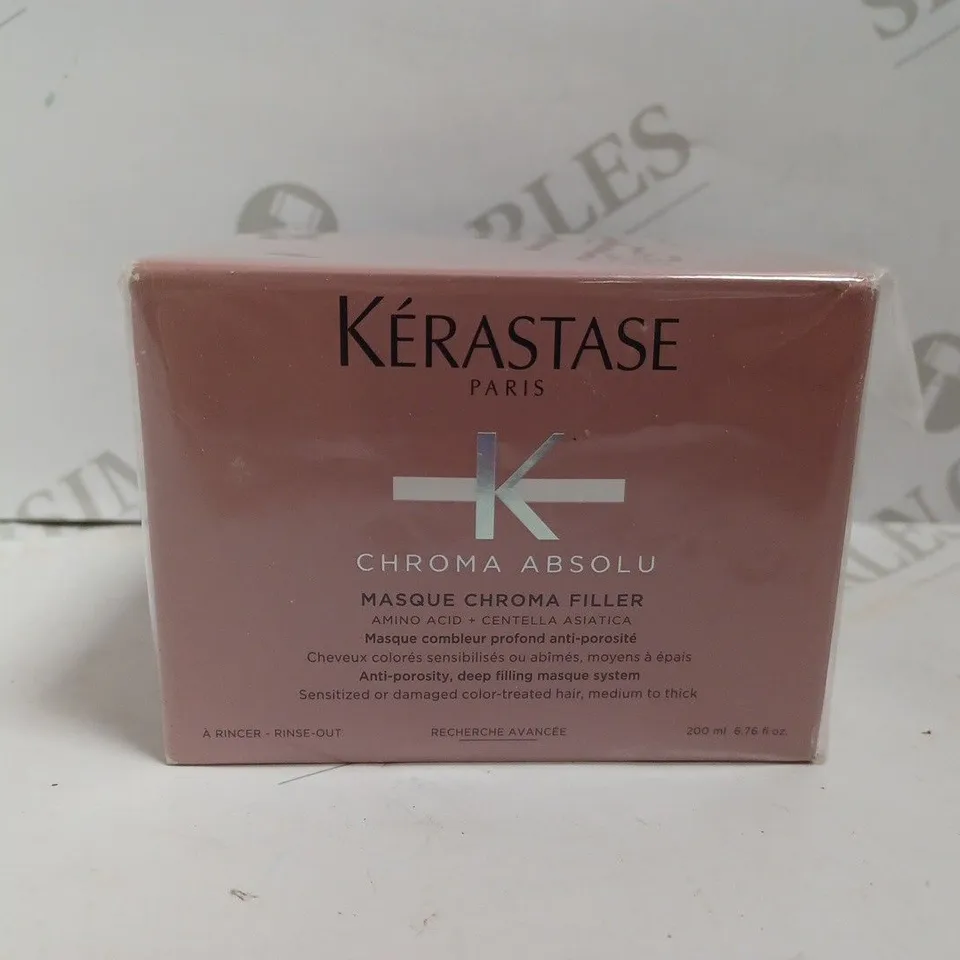 KÉRASTASE
PARIS
K
CHROMA ABSOLU
MASQUE CHROMA FILLER
AMINO ACID + CENTELLA ASIATICA
Masque combleur profond anti-porosité
Cheveux colorés sensibilisés ou abîmés, moyens à épais
Anti-porosity, deep filling masque system
Sensitized or damaged color-treated hair, medium to thick
À RINCER - RINSE-OUT
RECHERCHE AVANCÉE
200 ml 6.76 fl oz.